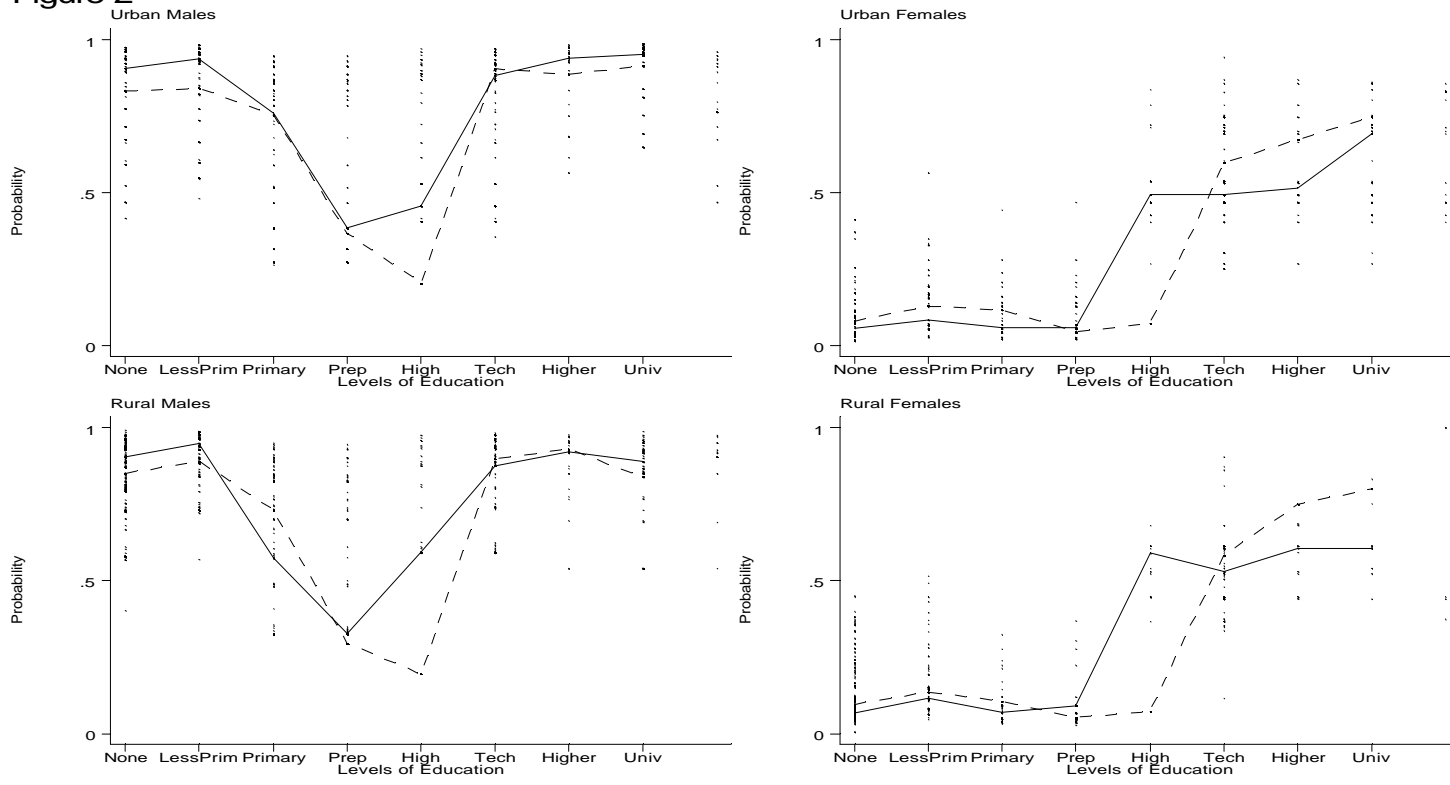 Figure 2
Urban Males
1
.5
0
Probability
None LessPrim Primary Prep High Tech Higher Univ
Levels of Education
Urban Females
1
.5
0
Probability
None LessPrim Primary Prep High Tech Higher Univ
Levels of Education
Rural Males
1
.5
0
Probability
None LessPrim Primary Prep High Tech Higher Univ
Levels of Education
Rural Females
1
.5
0
Probability
None LessPrim Primary Prep High Tech Higher Univ
Levels of Education